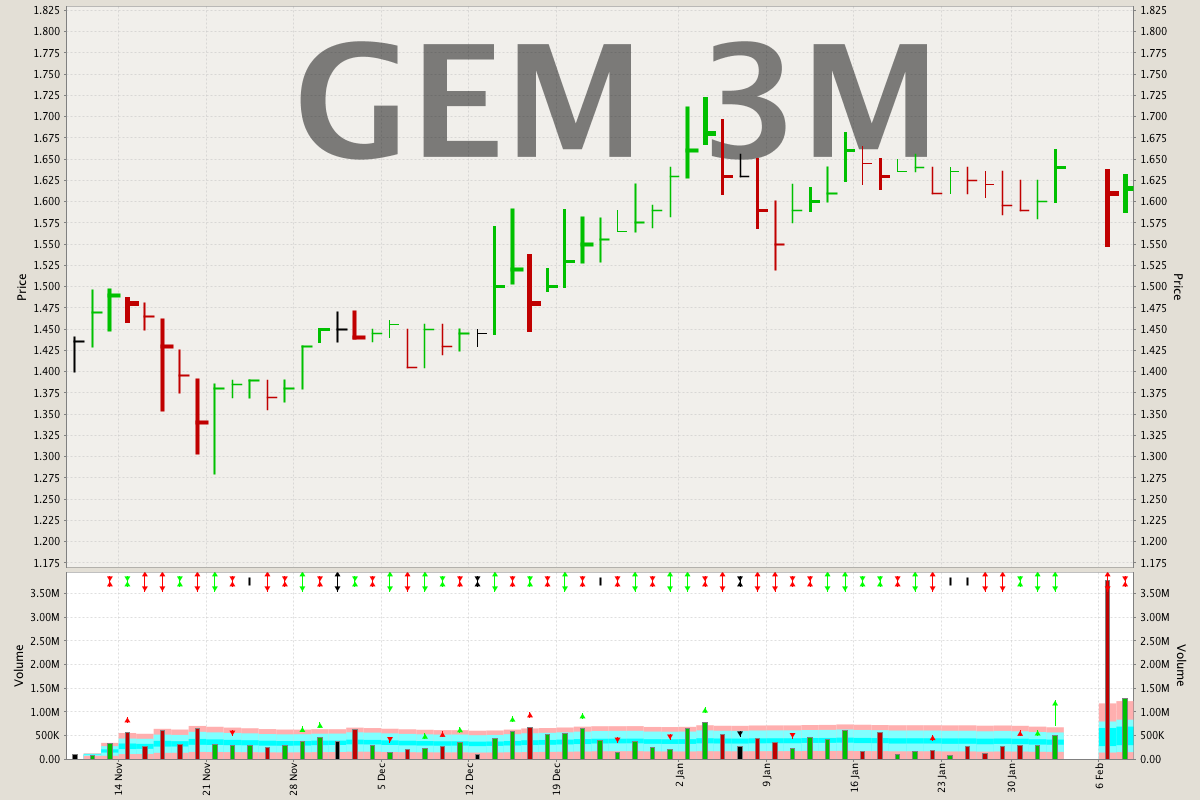 GEM 3M
1.825 1.825
1.800 1.800
1.775 1.775
1.750 1.750
1.725 1.725
1.700 1.700
1.675 1.675
1.650 1.650
1.625 1.625
1.600 1.600
1.575 1.575
1.550 1.550
1.525 1.525
1.500 1.500
1.475 1.475
1.450 1.450
1.425 1.425
1.400 1.400
1.375 1.375
1.350 1.350
1.325 1.325
1.300 1.300
1.275 1.275
1.250 1.250
1.225 1.225
1.200 1.200
1.175 1.175
Price Price
3.50M 3.50M
3.00M 3.00M
2.50M 2.50M
2.00M 2.00M
1.50M 1.50M
1.00M 1.00M
500K 500K
0.00 0.00
Volume Volume
14 Nov 21 Nov 28 Nov 5 Dec 12 Dec 19 Dec 2 Jan 9 Jan 16 Jan 23 Jan 30 Jan 6 Feb